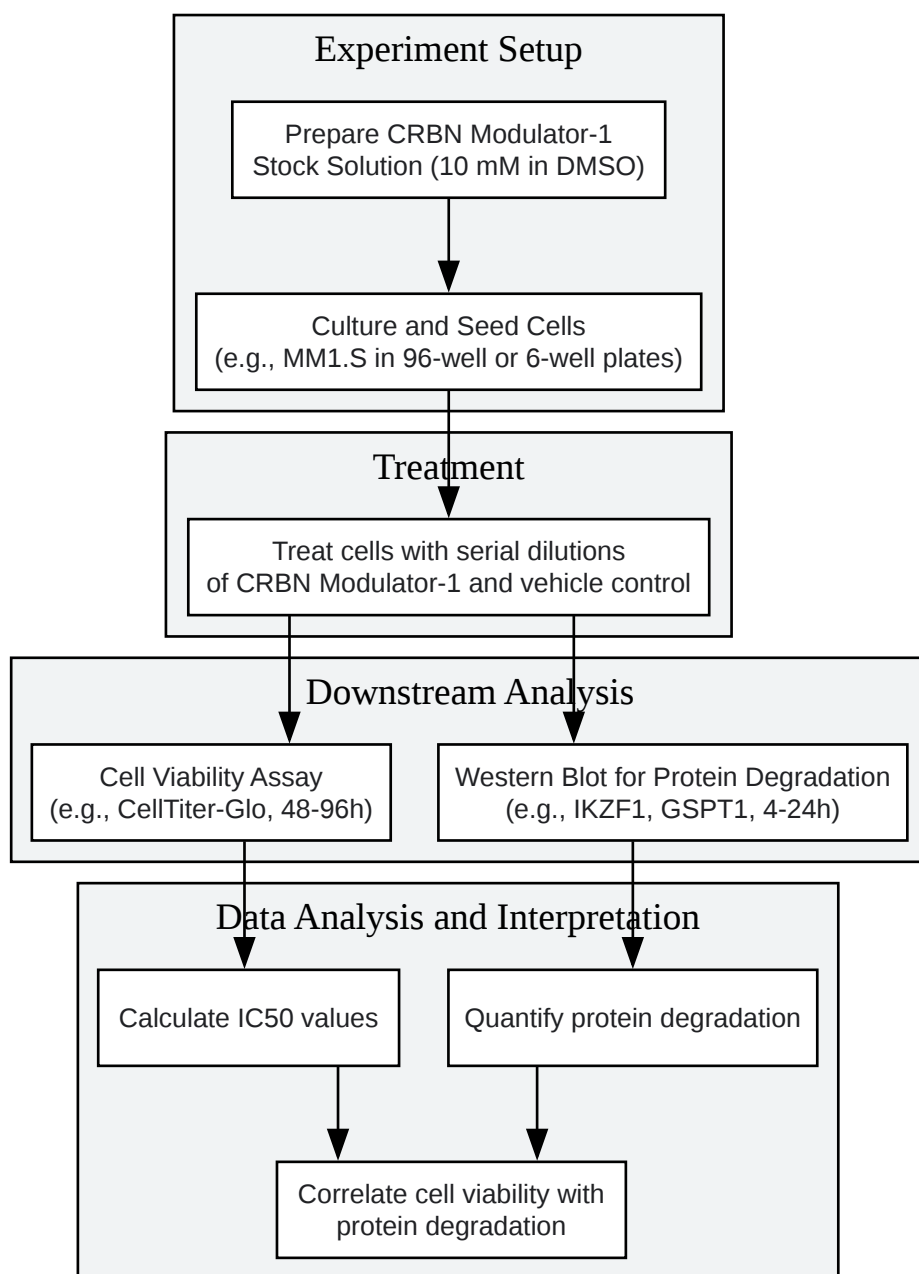 Experiment Setup
Prepare CRBN Modulator-1
Stock Solution (10 mM in DMSO)
Culture and Seed Cells
(e.g., MM1.S in 96-well or 6-well plates)
Treatment
Treat cells with serial dilutions
of CRBN Modulator-1 and vehicle control
Downstream Analysis
Cell Viability Assay
(e.g., CellTiter-Glo, 48-96h)
Western Blot for Protein Degradation
(e.g., IKZF1, GSPT1, 4-24h)
Data Analysis and Interpretation
Calculate IC50 values
Quantify protein degradation
Correlate cell viability with
protein degradation